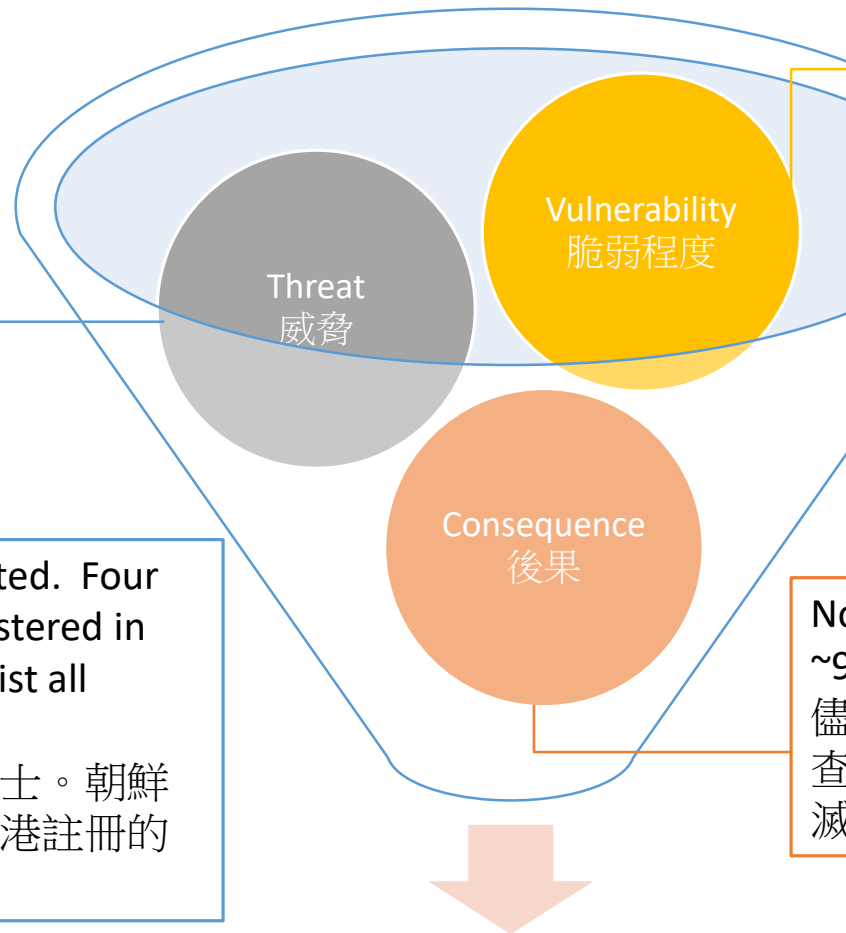 Vulnerability
脆弱程度
Threat
威脅
Consequence
後果
ted. Four
stered in
ist all
士。朝鮮
港註冊的
No
~9
儘
查
滅